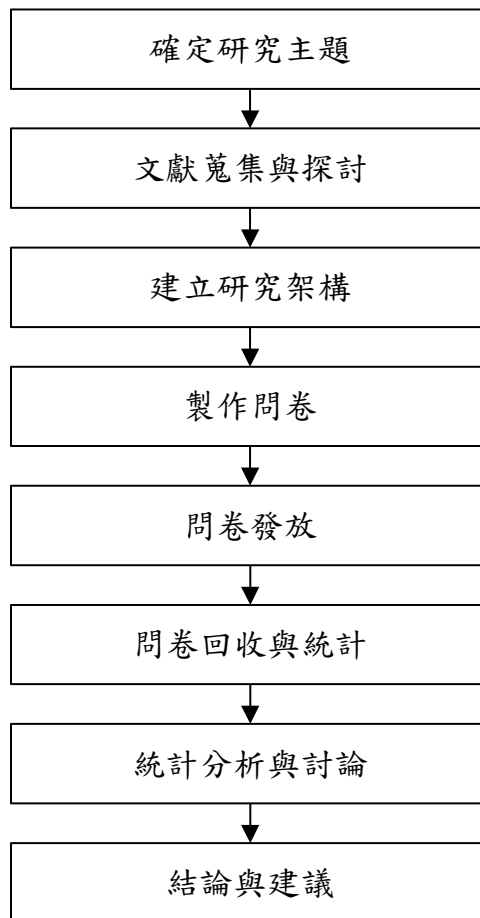 確定研究主題
文獻蒐集與探討
建立研究架構
製作問卷
問卷發放
問卷回收與統計
統計分析與討論
結論與建議